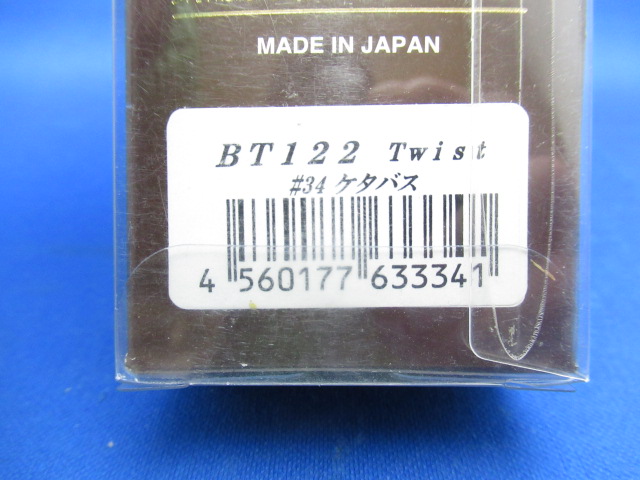 MADE IN JAPAN
BT122 Twist
#34 ケタバス
4 560177 633341